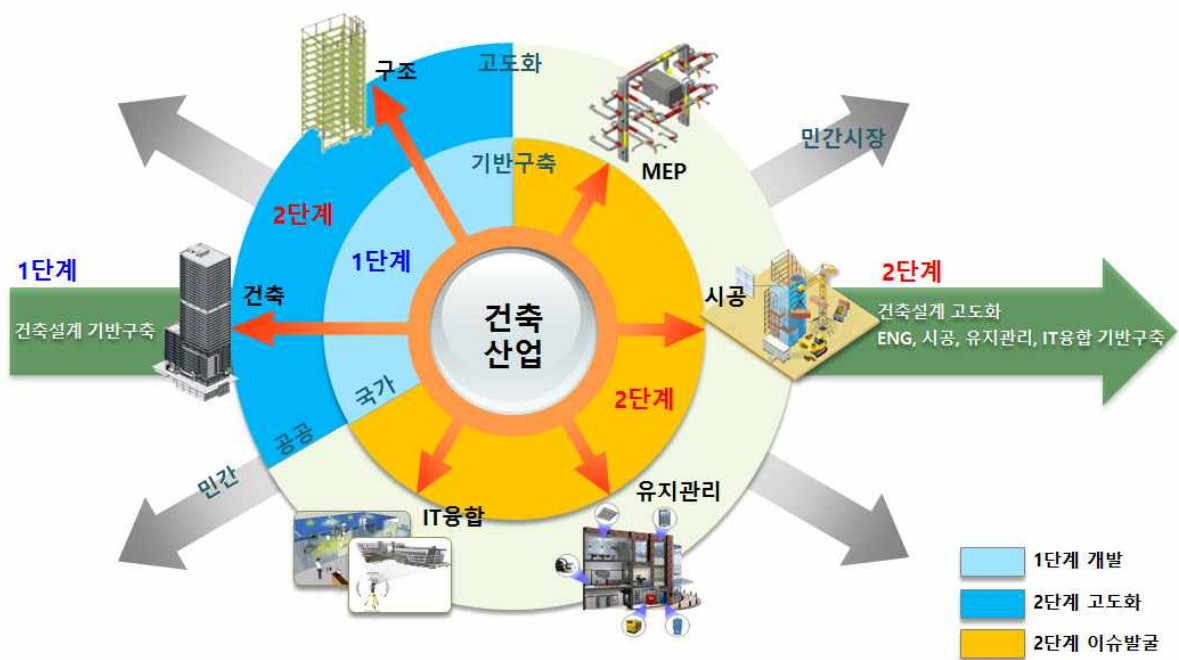 고도화
구조
민간시장
기반구축
MEP
2단계
1단계
1단계
건축
시공
2단계
건축설계 기반구축
건축
산업
건축설계 고도화
ENG, 시공, 유지관리, IT융합 기반구축
국가
2단계
공공
민간
유지관리
IT융합
1단계 개발
2단계 고도화
2단계 이슈발굴